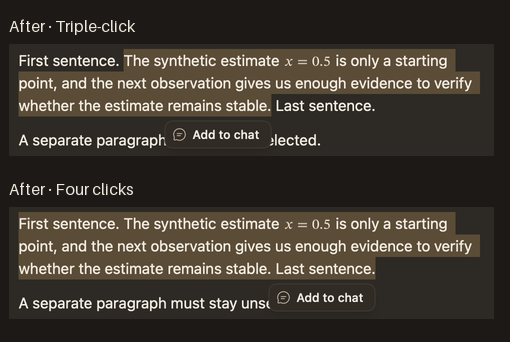 After · Triple-click
First sentence. The synthetic estimate x = 0.5 is only a starting
point, and the next observation gives us enough evidence to verify
whether the estimate remains stable. Last sentence.
A separate paragraph elected.
Add to chat
After · Four clicks
First sentence. The synthetic estimate x = 0.5 is only a starting
point, and the next observation gives us enough evidence to verify
whether the estimate remains stable. Last sentence.
A separate paragraph must stay unse
Add to chat